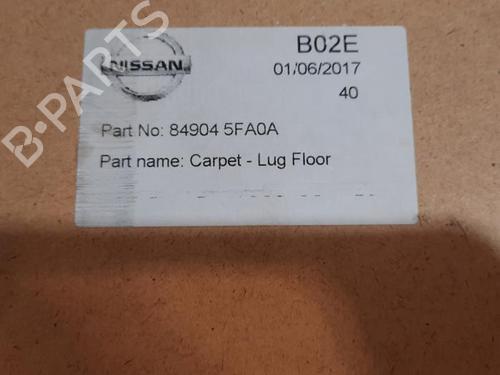 B-PARTS
NISSAN
B02E
01/06/2017
40
Part No: 84904 5FA0A
Part name: Carpet - Lug Floor